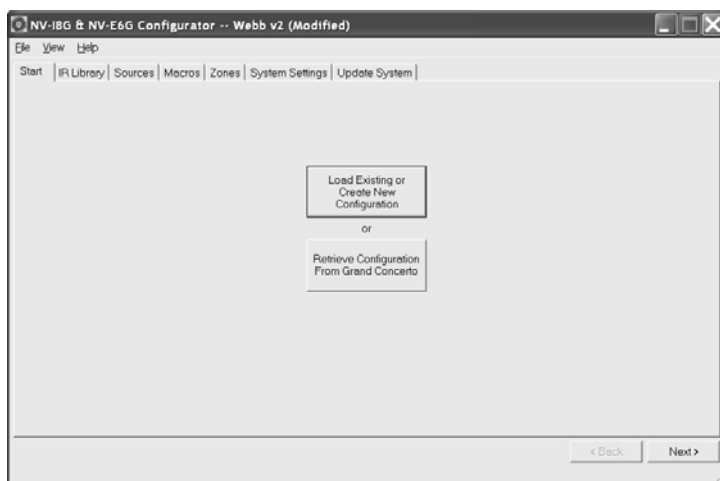 NV-I8G & NV-E6G Configurator -- Webb v2 (Modified)
File View Help
Start IR Library Sources Macros Zones System Settings Update System
Load Existing or
Create New
Configuration
or
Retrieve Configuration
From Grand Concerto
< Back Next >